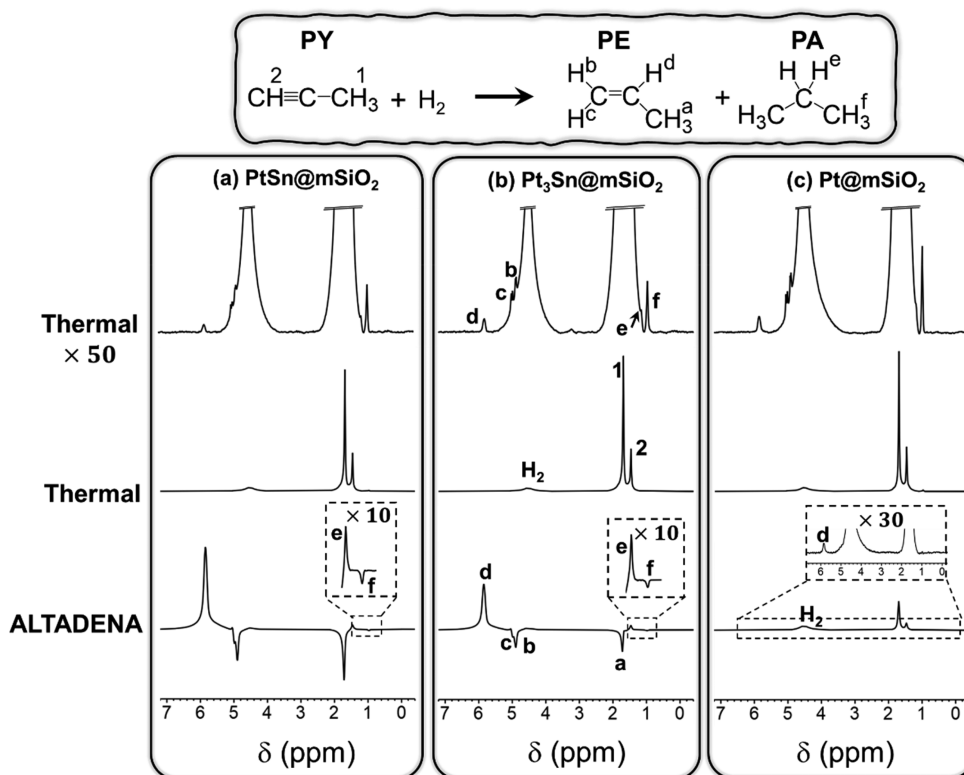 PY PE PA
2 1 H^b H^d H H^e
CH≡C–CH₃ + H₂ → C=C + C
H^c CH₃^a H₃C CH₃^f
(a) PtSn@mSiO₂ (b) Pt₃Sn@mSiO₂ (c) Pt@mSiO₂
b
c
d e f
Thermal
× 50
1
2
H₂
Thermal
× 10 × 10 × 30
e e d
f f 6 5 4 3 2 1 0
d
ALTADENA H₂
c b
a
7 6 5 4 3 2 1 0 7 6 5 4 3 2 1 0 7 6 5 4 3 2 1 0
δ (ppm) δ (ppm) δ (ppm)